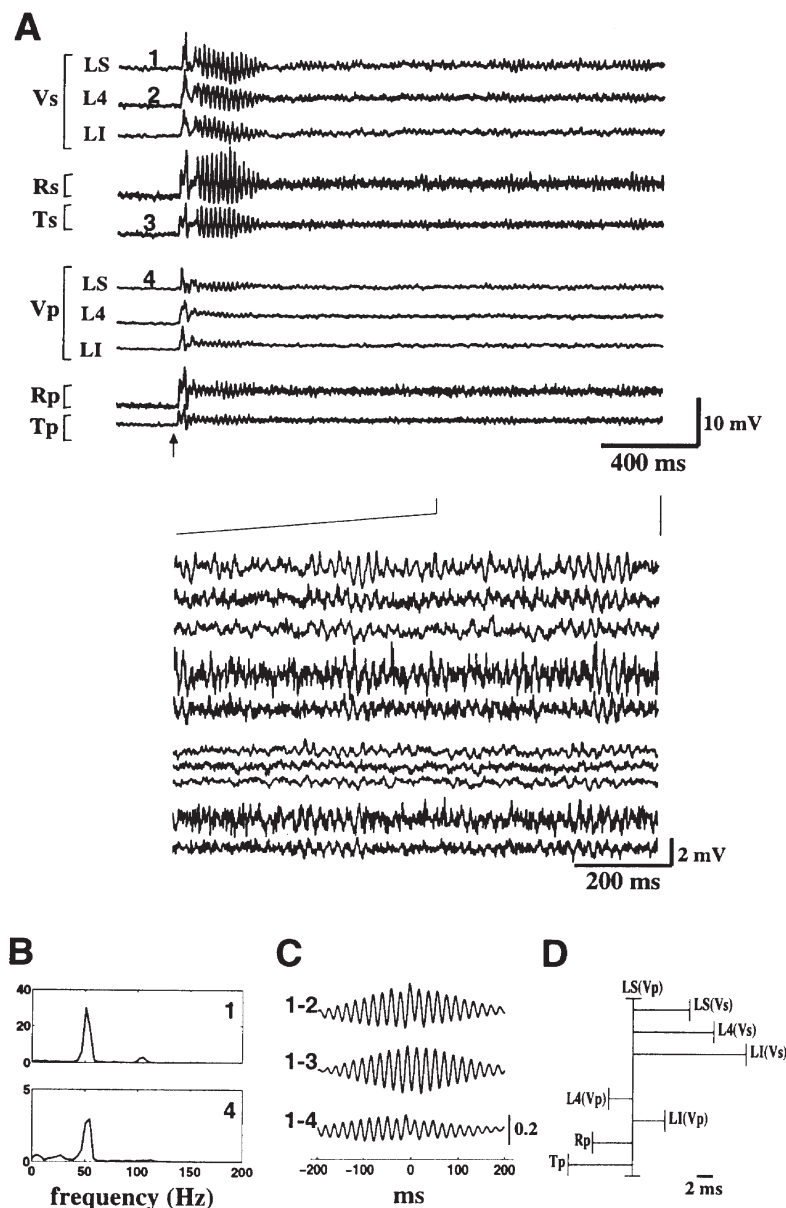 A
Vs
LS 1
L4 2
LI
Rs
Ts 3
Vp
LS 4
L4
LI
Rp
Tp
10 mV
400 ms
2 mV
200 ms
B
40
20
0
1
5
0
4
0 50 100 150 200
frequency (Hz)
C
1-2
1-3
1-4
0.2
-200 -100 0 100 200
ms
D
LS(Vp)
LS(Vs)
L4(Vs)
LI(Vs)
L4(Vp)
LI(Vp)
Rp
Tp
2 ms